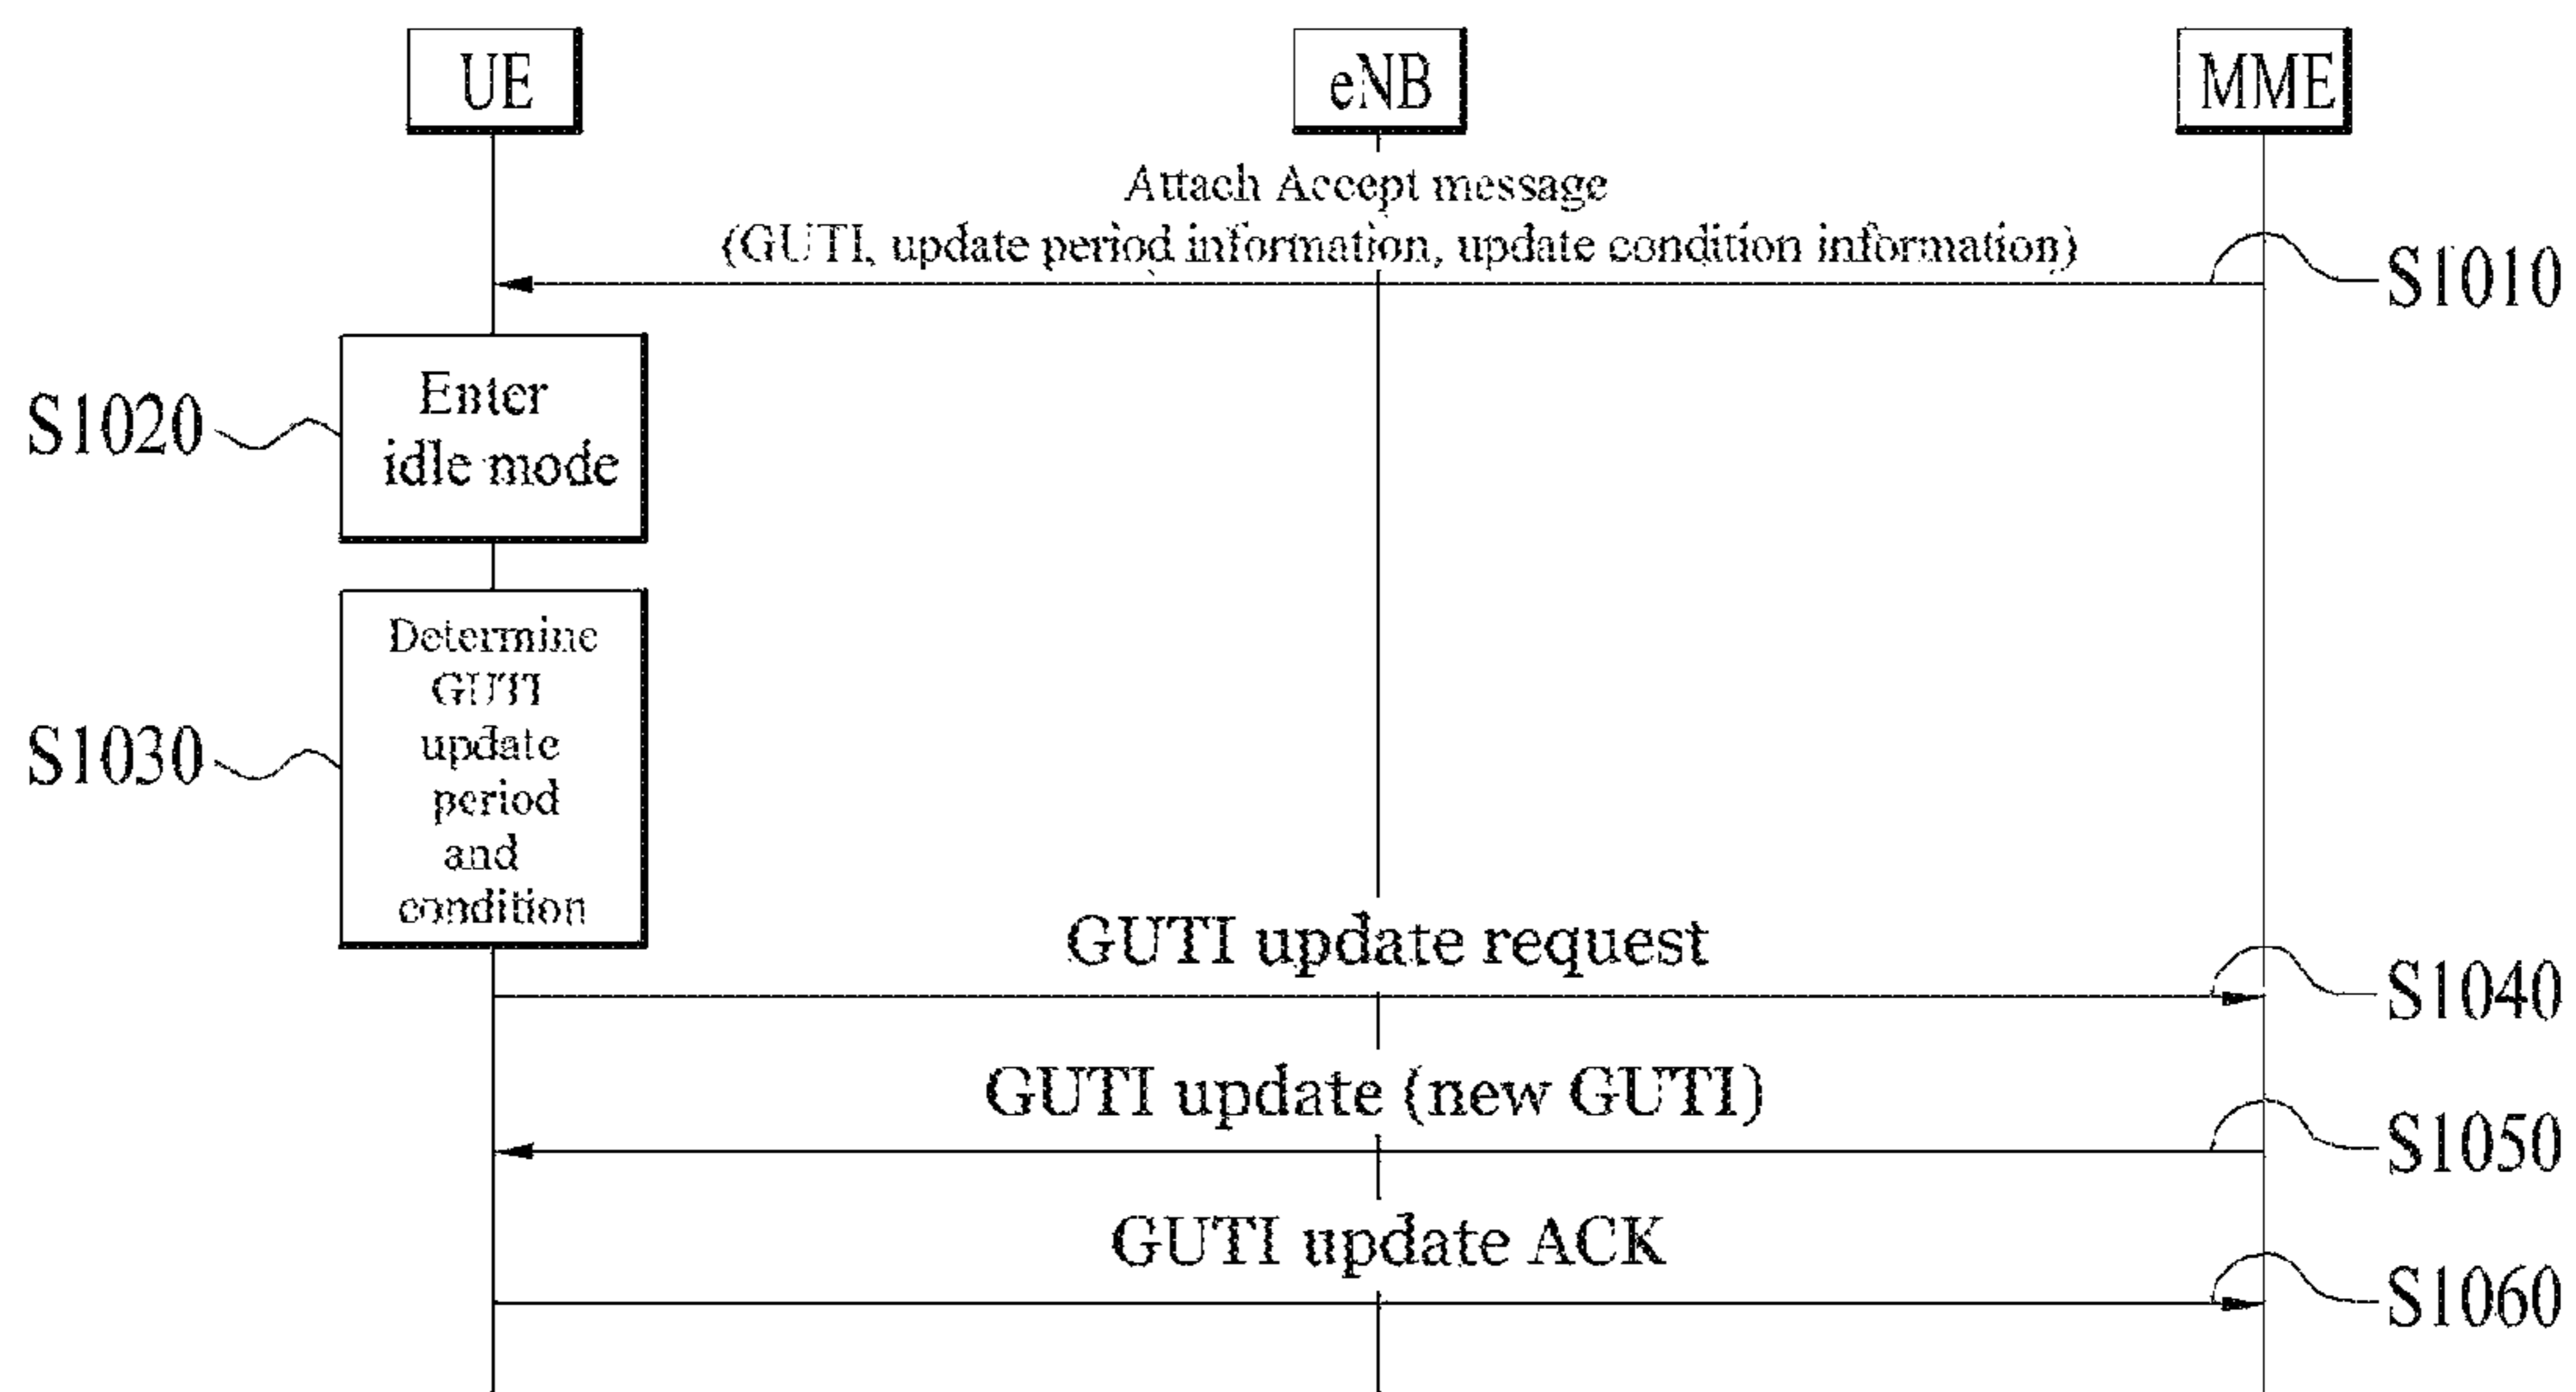 UE
eNB
MME
Attach Accept message
(GUTI, update period information, update condition information)
S1010
Enter
idle mode
S1020
Determine
GUTI
update
period
and
condition
S1030
GUTI update request
S1040
GUTI update (new GUTI)
S1050
GUTI update ACK
S1060